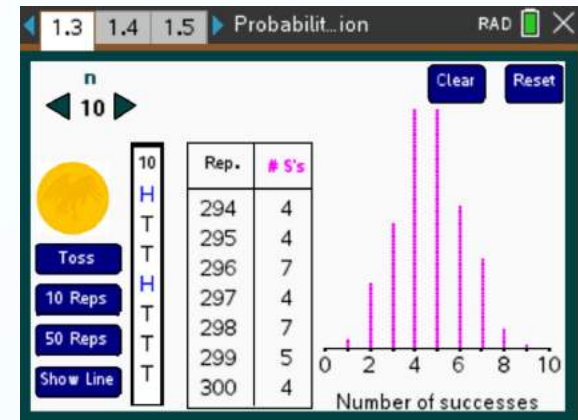 1.3 1.4 1.5 Probabilit...ion RAD
n
10
Clear Reset
Toss
10 Reps
50 Reps
Show Line
10
H
T
T
H
T
T
T
Rep. # S's
294 4
295 4
296 7
297 4
298 7
299 5
300 4
0 2 4 6 8 10
Number of successes